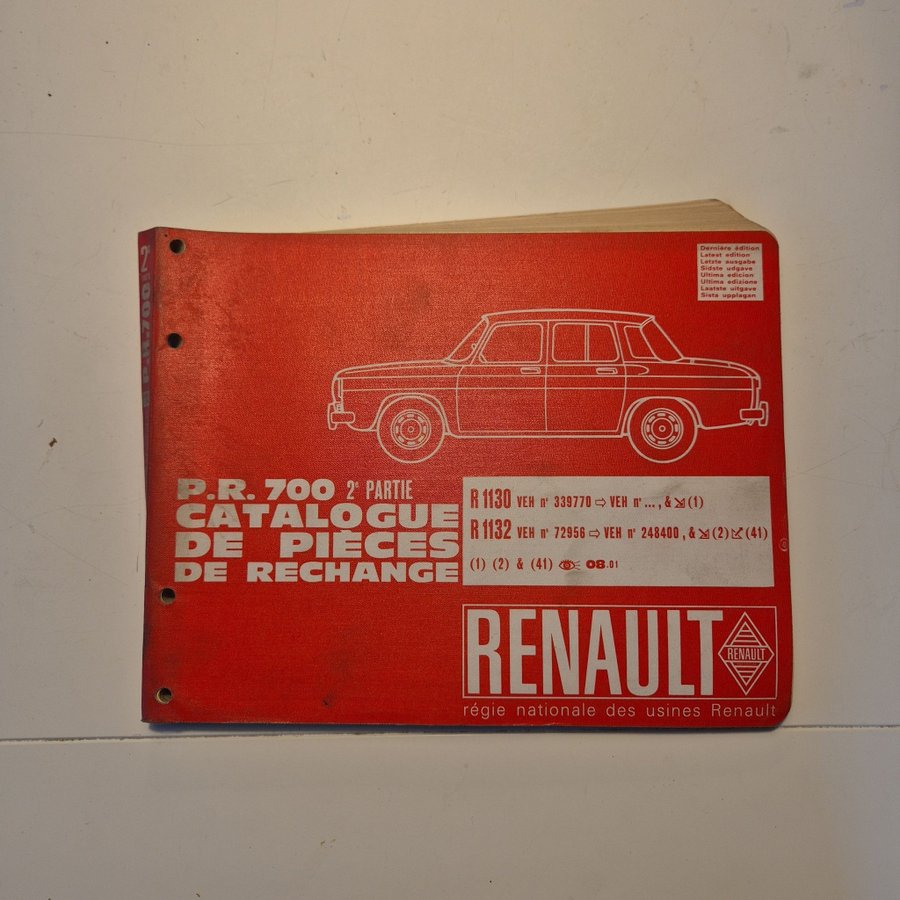 Dernière édition
Latest edition
Letzte ausgabe
Sidste udgave
Ultima edicion
Ultima edizione
Laatste uitgave
Sista upplagan
P.R. 700 2e PARTIE
CATALOGUE
DE PIÈCES
DE RECHANGE
R 1130 VEH n° 339770 ⇨ VEH n° ..., & (1)
R 1132 VEH n° 72956 ⇨ VEH n° 248400, & (2) (41)
(1) (2) & (41) 08.01
RENAULT
RENAULT
régie nationale des usines Renault